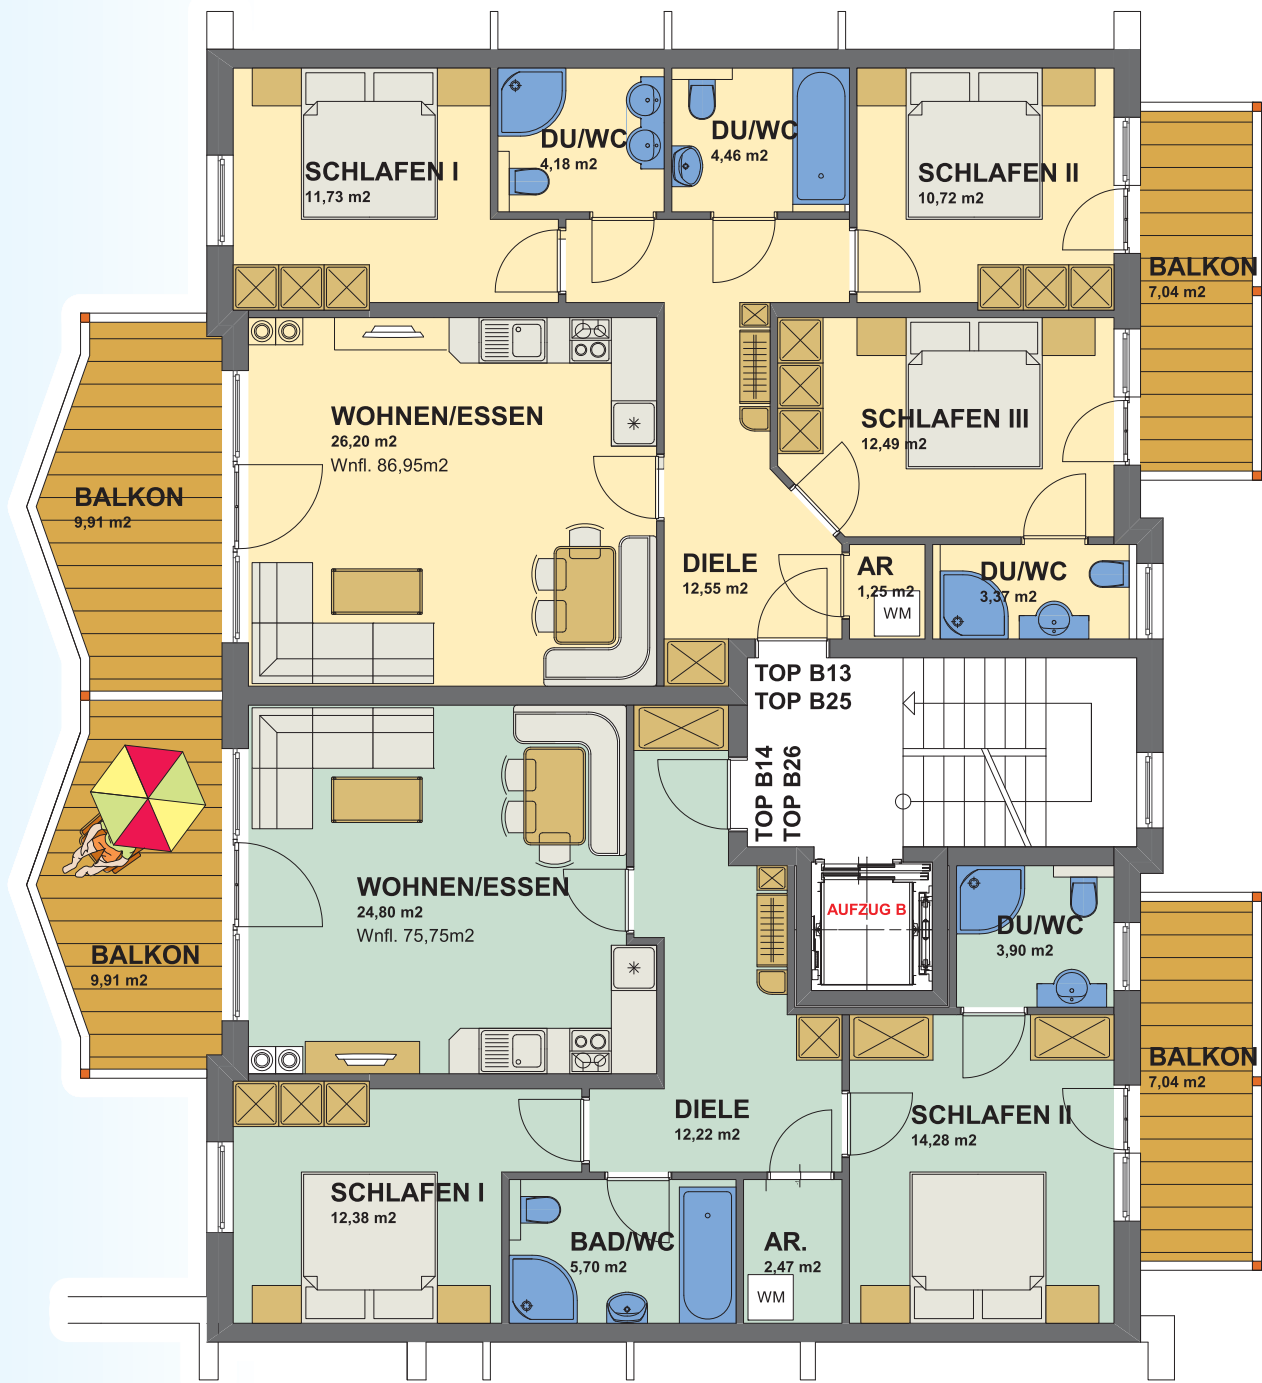 SCHLAFEN I
11,73 m2
DU/WC
4,18 m2
DU/WC
4,46 m2
SCHLAFEN II
10,72 m2
BALKON
7,04 m2
WOHNEN/ESSEN
26,20 m2
Wnfl. 86,95m2
SCHLAFEN III
12,49 m2
BALKON
9,91 m2
DIELE
12,55 m2
AR
1,25 m2
WM
DU/WC
3,37 m2
TOP B13
TOP B25
TOP B14
TOP B26
WOHNEN/ESSEN
24,80 m2
Wnfl. 75,75m2
AUFZUG B
DU/WC
3,90 m2
BALKON
9,91 m2
BALKON
7,04 m2
DIELE
12,22 m2
SCHLAFEN II
14,28 m2
SCHLAFEN I
12,38 m2
BAD/WC
5,70 m2
AR.
2,47 m2
WM